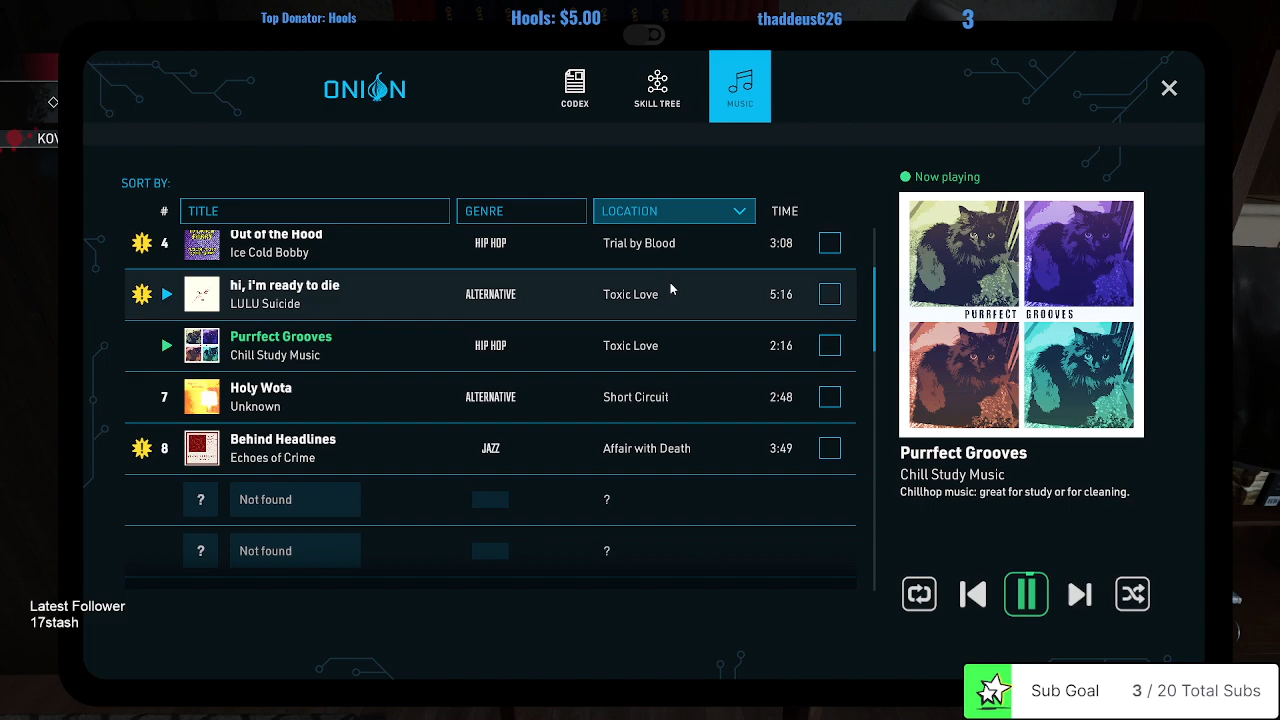 Top Donator: Hools
Hools: $5.00
thaddeus626
3
ONION
CODEX
SKILL TREE
MUSIC
KOV
SORT BY:
# TITLE GENRE LOCATION TIME
4 Out of the Hood HIP HOP Trial by Blood 3:08
Ice Cold Bobby
hi, i'm ready to die ALTERNATIVE Toxic Love 5:16
LULU Suicide
Purrfect Grooves HIP HOP Toxic Love 2:16
Chill Study Music
7 Holy Wota ALTERNATIVE Short Circuit 2:48
Unknown
8 Behind Headlines JAZZ Affair with Death 3:49
Echoes of Crime
? Not found ?
? Not found ?
Now playing
PURRFECT GROOVES
Purrfect Grooves
Chill Study Music
Chillhop music: great for study or for cleaning.
Latest Follower
17stash
Sub Goal 3 / 20 Total Subs